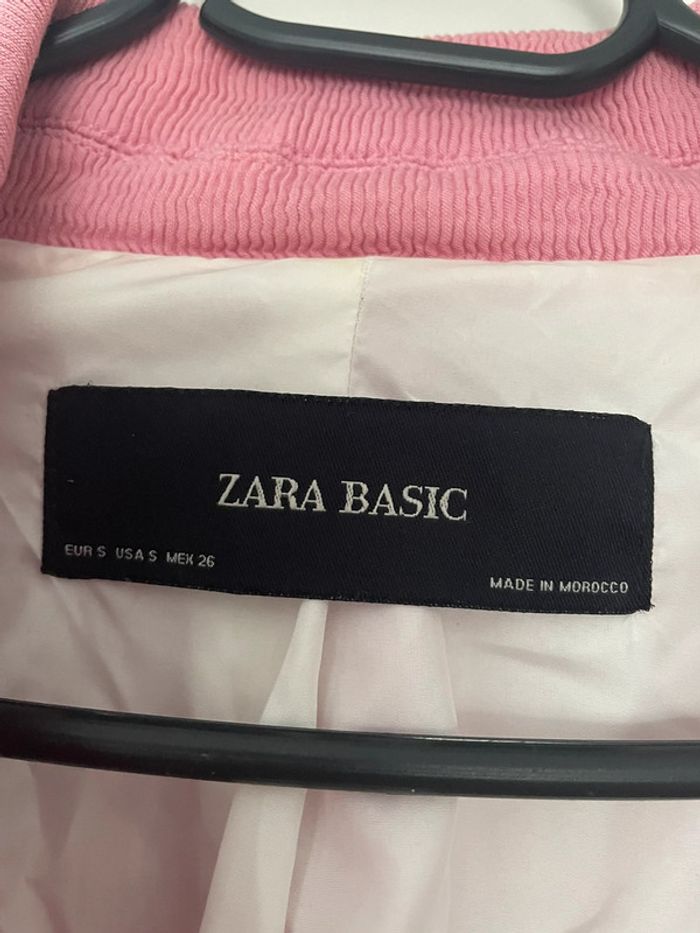 ZARA BASIC
EUR S USA S MEX 26
MADE IN MOROCCO